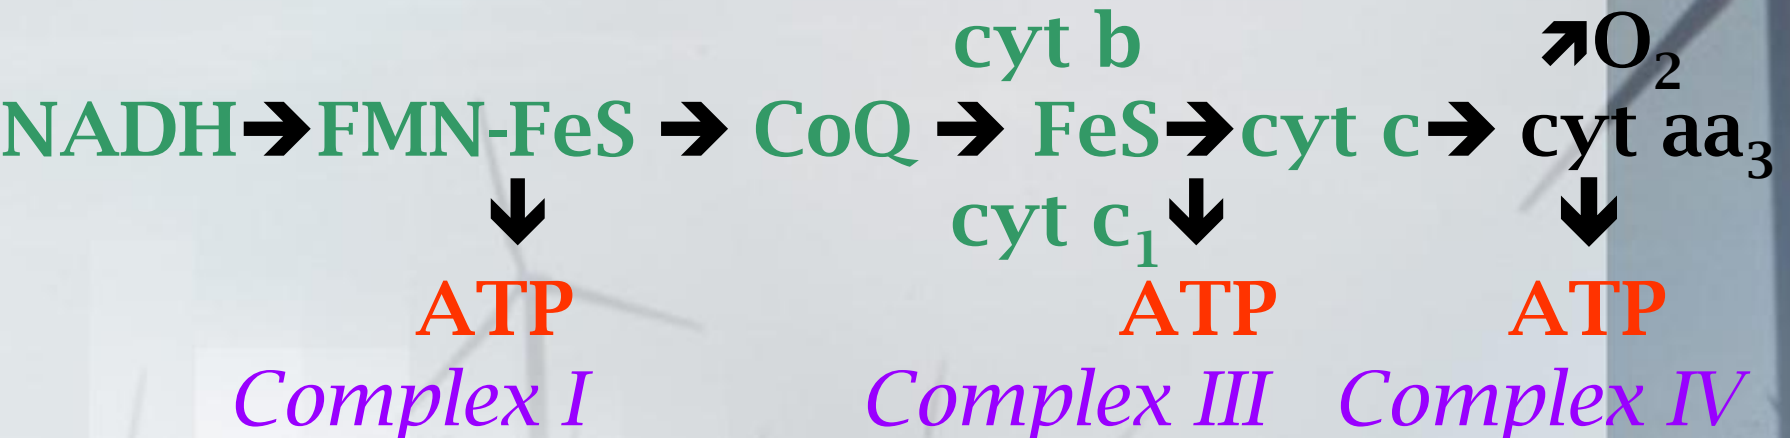 cyt b ↗O₂
NADH➔FMN-FeS ➔ CoQ ➔ FeS➔cyt c➔ cyt aa₃
🡻 cyt c₁🡻 🡻
ATP ATP ATP
Complex I Complex III Complex IV